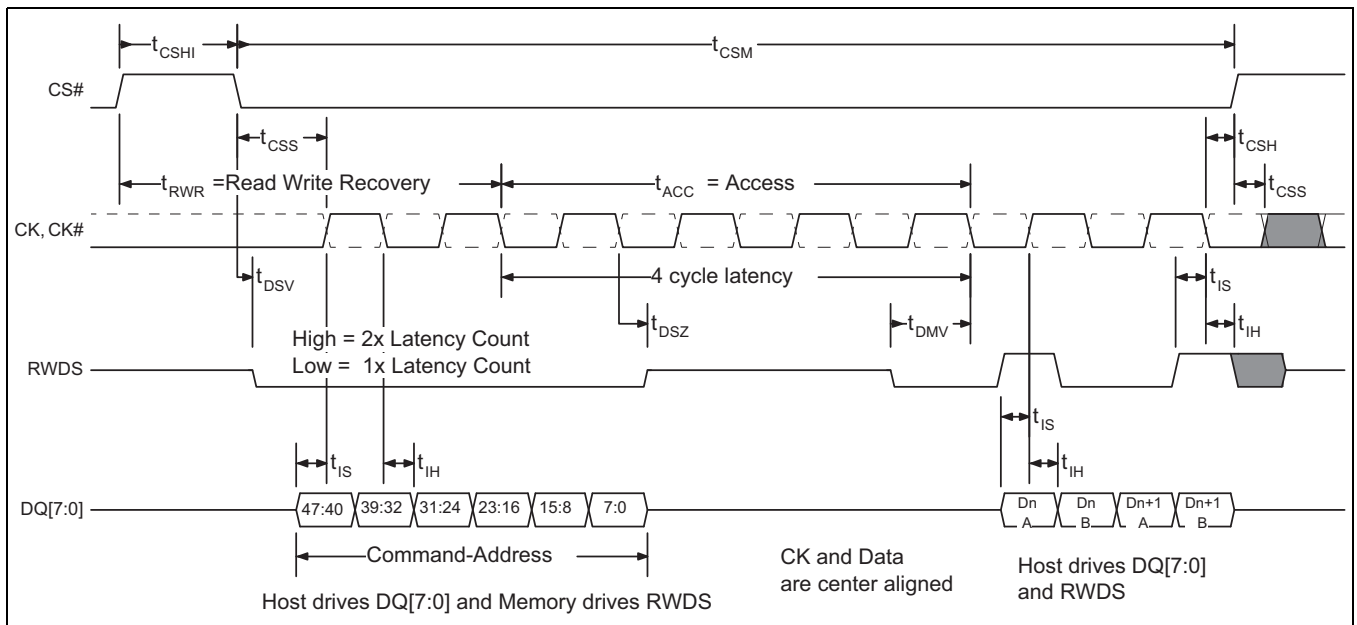 tCSHI
tCSM
CS#
tCSS
tCSH
tRWR =Read Write Recovery
tACC = Access
tCSS
CK, CK#
tDSV
4 cycle latency
tIS
High = 2x Latency Count
tDSZ
tDMV
tIH
Low = 1x Latency Count
RWDS
tIS
tIS
tIH
tIH
DQ[7:0]
47:40 39:32 31:24 23:16 15:8 7:0
Dn A
Dn B
Dn+1 A
Dn+1 B
Command-Address
CK and Data
are center aligned
Host drives DQ[7:0]
and RWDS
Host drives DQ[7:0] and Memory drives RWDS